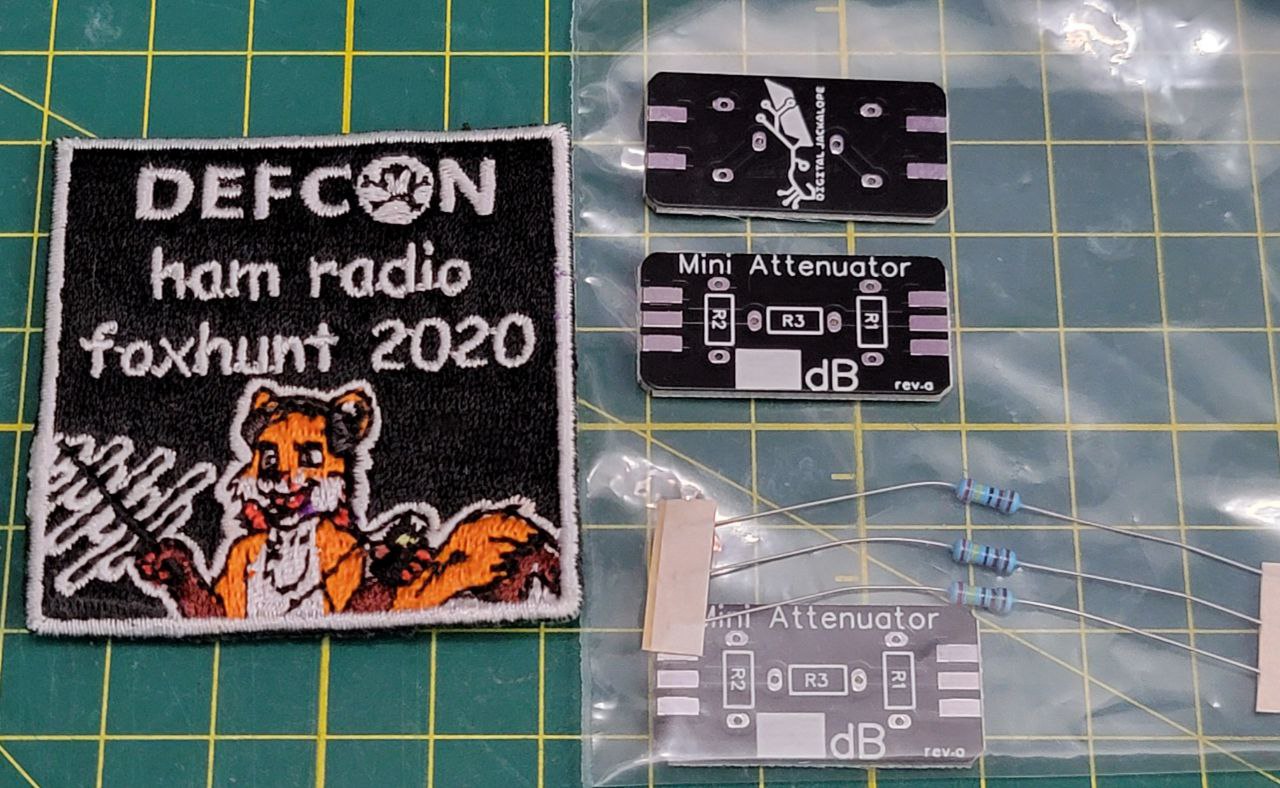 DEFCON
ham radio
foxhunt 2020
DIGITAL JACKALOPE
Mini Attenuator
R2
R3
R1
dB
rev-a
Mini Attenuator
R2
R3
R1
dB
rev-a